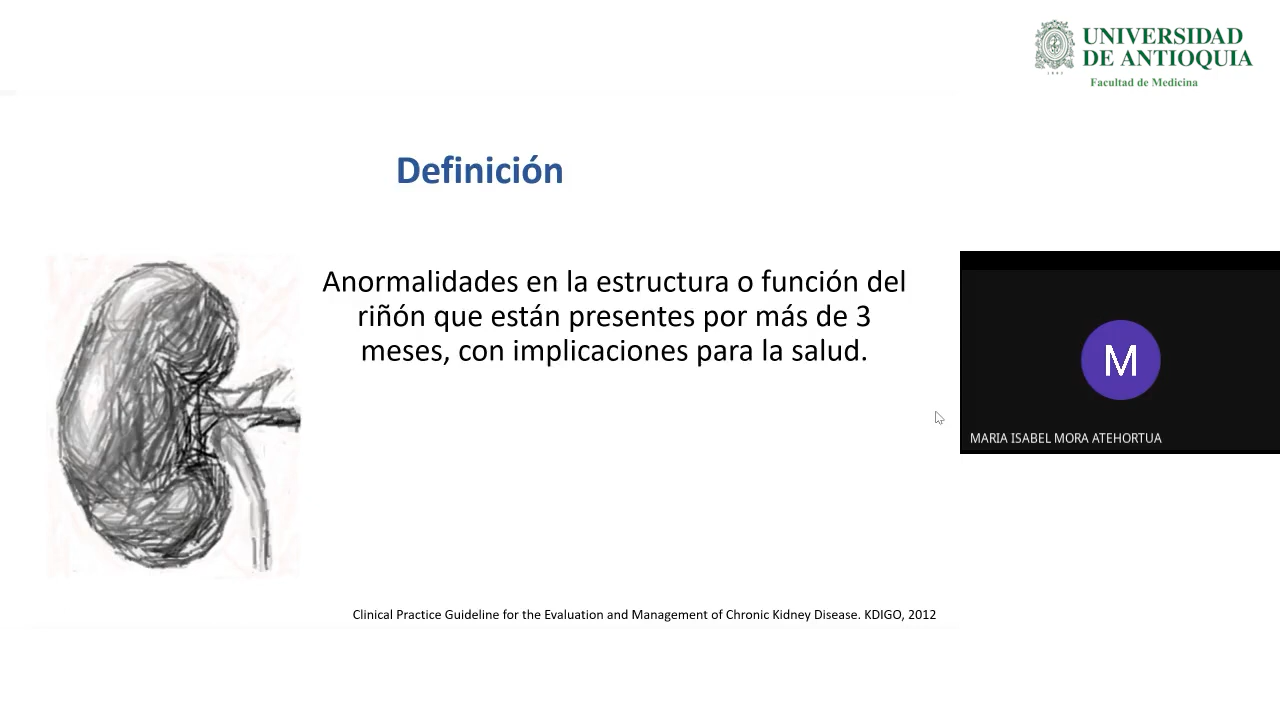 UNIVERSIDAD
DE ANTIOQUIA
Facultad de Medicina
Definición
Anormalidades en la estructura o función del
riñón que están presentes por más de 3
meses, con implicaciones para la salud.
M
MARIA ISABEL MORA ATEHORTUA
Clinical Practice Guideline for the Evaluation and Management of Chronic Kidney Disease. KDIGO, 2012